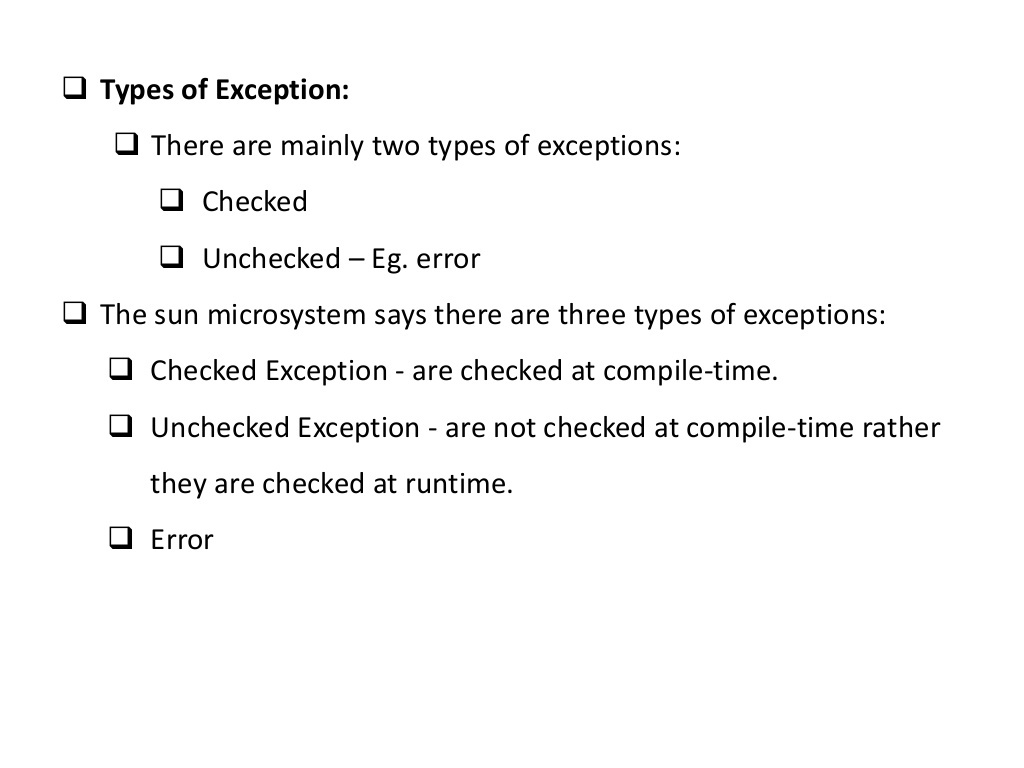 ❑ Types of Exception:
❑ There are mainly two types of exceptions:
❑ Checked
❑ Unchecked – Eg. error
❑ The sun microsystem says there are three types of exceptions:
❑ Checked Exception - are checked at compile-time.
❑ Unchecked Exception - are not checked at compile-time rather
they are checked at runtime.
❑ Error